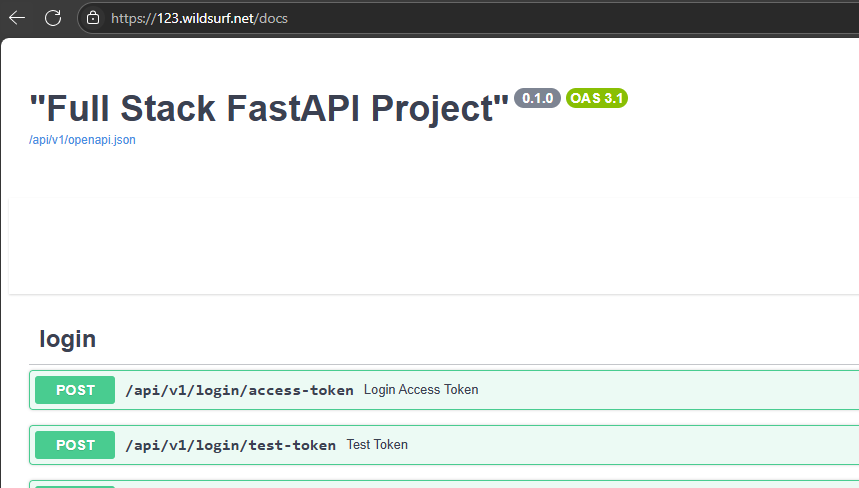 https://123.wildsurf.net/docs
"Full Stack FastAPI Project" 0.1.0 OAS 3.1
/api/v1/openapi.json
login
POST /api/v1/login/access-token Login Access Token
POST /api/v1/login/test-token Test Token